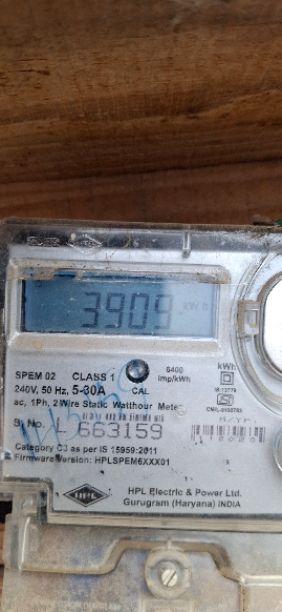 3909
SPEM 02 CLASS 1 6400 imp/kWh kWh
240V, 50 Hz, 5-30A CAL
ac, 1Ph, 2 Wire Static Watthour Meter
S. No. L 663159
Category C3 as per IS 15959:2011
Firmware Version: HPLSPEM6XXX01
HPL
HPL Electric & Power Ltd.
Gurugram (Haryana) INDIA